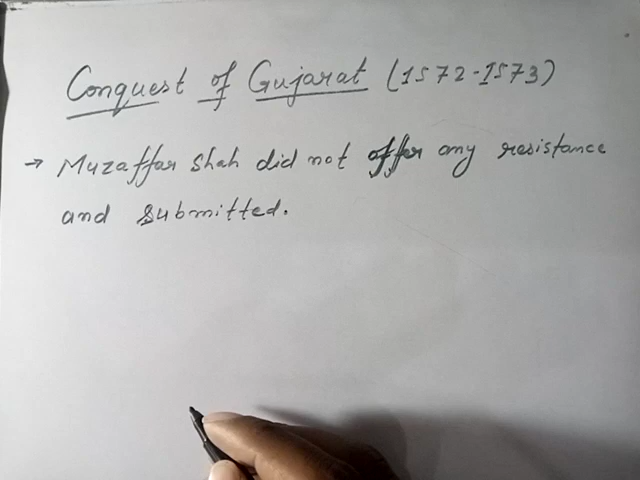 Conquest of Gujarat (1572-1573)
→ Muzaffar Shah did not offer any resistance
and submitted.